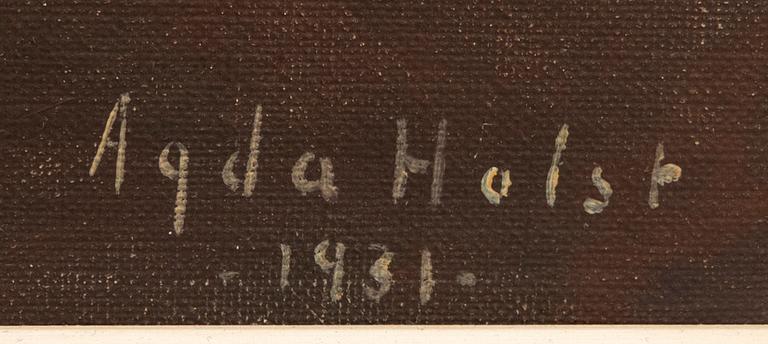 Agda Holst
- 1931 -